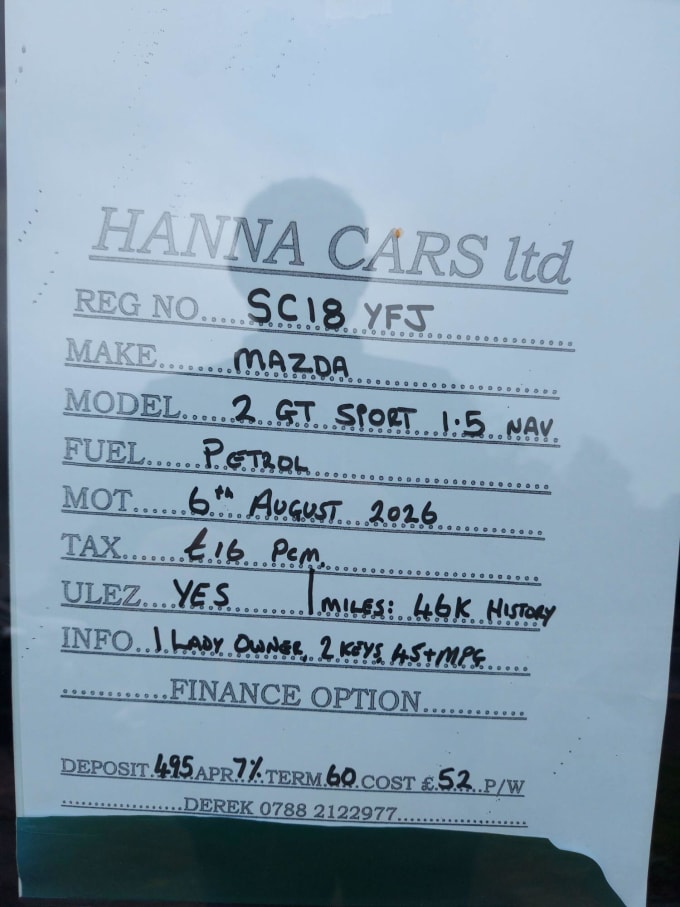 HANNA CARS ltd
REG NO.....SC18 YFJ
MAKE.......MAZDA
MODEL.....2 GT SPORT 1.5 NAV
FUEL......PETROL
MOT......6TH AUGUST 2026
TAX......£16 PCM.
ULEZ...YES | MILES: 46K HISTORY
INFO...1 LADY OWNER, 2 KEYS, 45+MPG
............FINANCE OPTION............
DEPOSIT.495.APR.7%.TERM.60.COST £.52..P/W
..................DEREK 0788 2122977...................